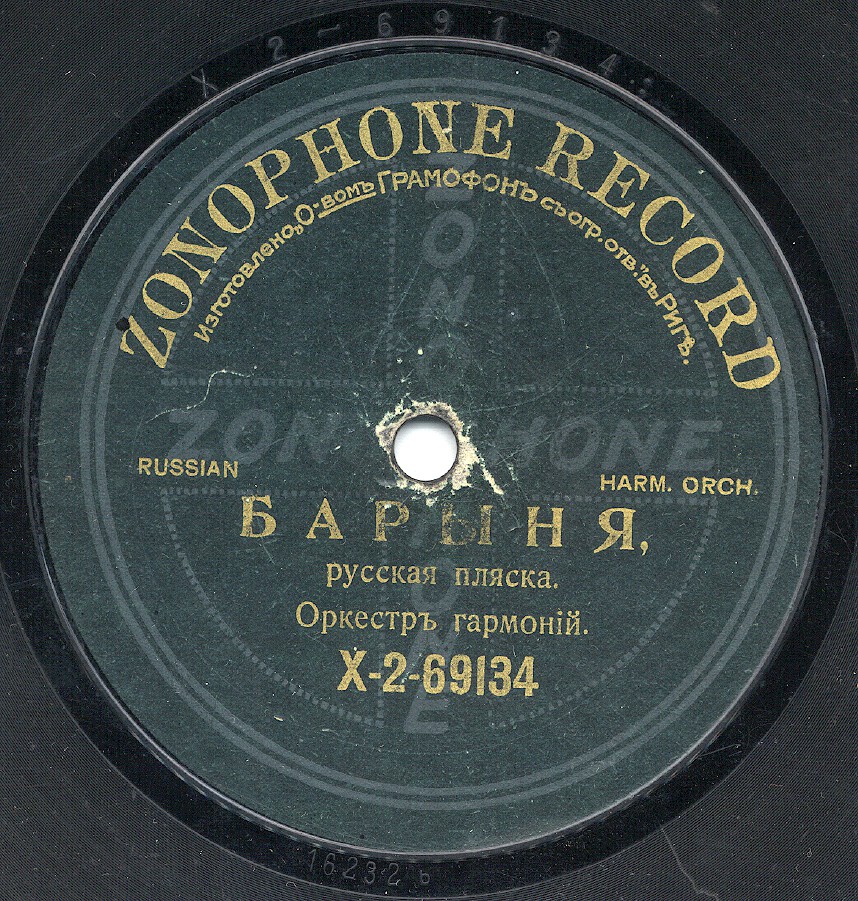 X 2-69134
ZONOPHONE RECORD
Изготовлено „О-вомъ ГРАМОФОНЪ съ огр. отв." въ Ригѣ.
ZONOPHONE
ZONOPHONE
RUSSIAN
HARM. ORCH.
БАРЫНЯ,
русская пляска.
Оркестръ гармоній.
X-2-69134
16232 b